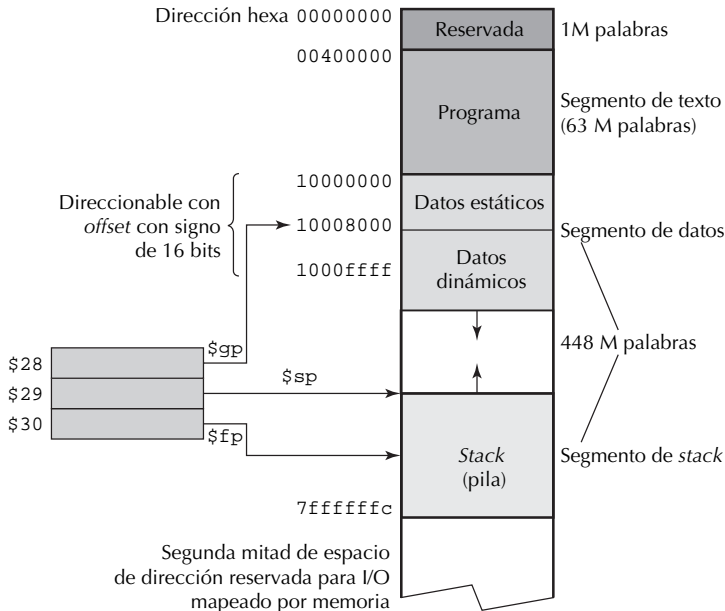 Dirección hexa 00000000
Reservada
1M palabras
00400000
Programa
Segmento de texto
(63 M palabras)
10000000
Direccionable con
offset con signo
de 16 bits
Datos estáticos
10008000
Segmento de datos
Datos
dinámicos
1000ffff
448 M palabras
$28
$gp
$29
$sp
$30
$fp
Stack
(pila)
Segmento de stack
7ffffffc
Segunda mitad de espacio
de dirección reservada para I/O
mapeado por memoria